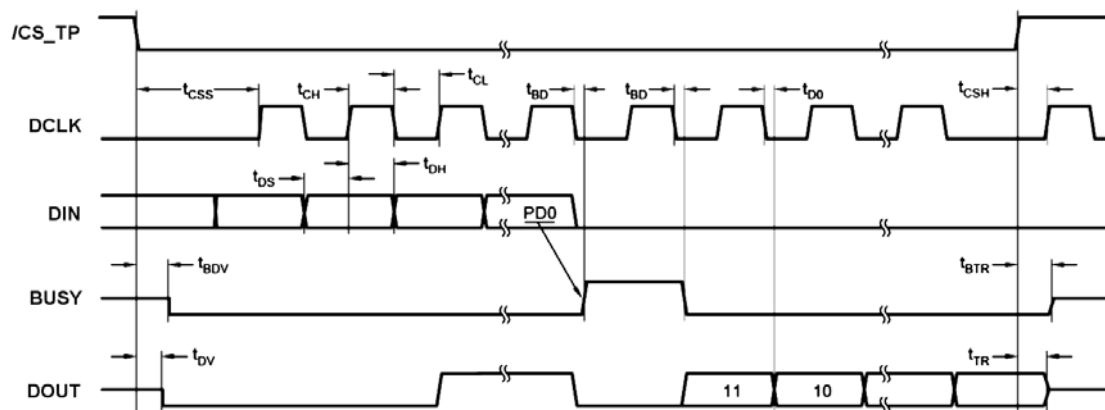 /CS_TP
tCSS
tCH
tCL
tBD
tBD
tD0
tCSH
DCLK
tDS
tDH
DIN
PD0
tBDV
tBTR
BUSY
tDV
tTR
DOUT
11
10